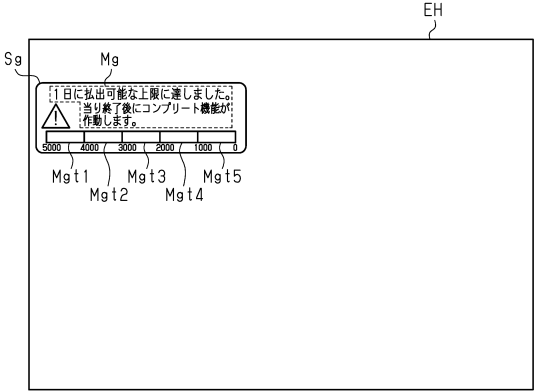 EH
Sg Mg
1日に払出可能な上限に達しました。
当り終了後にコンプリート機能が
作動します。
5000 4000 3000 2000 1000 0
Mgt1 Mgt3 Mgt5
Mgt2 Mgt4